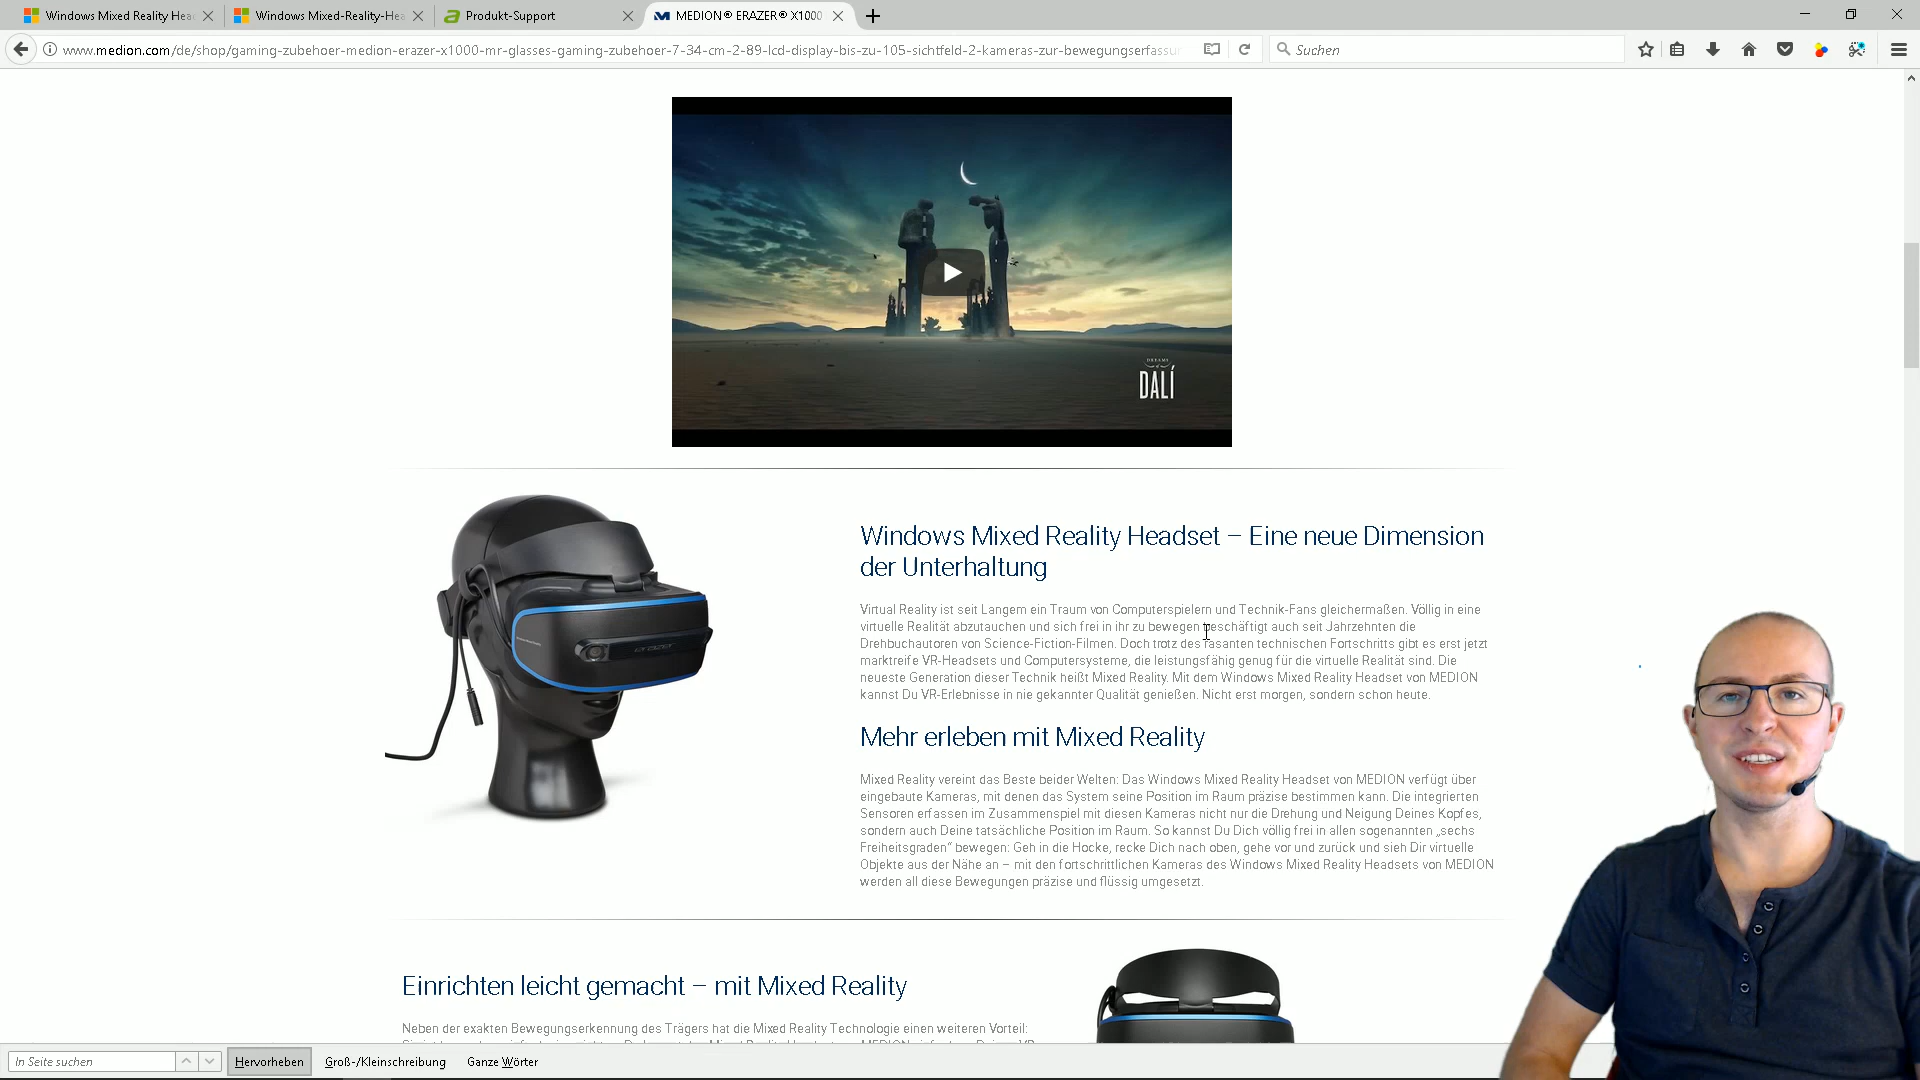 Windows Mixed Reality Hea
Windows Mixed-Reality-Hea
Produkt-Support
MEDION® ERAZER® X1000
www.medion.com/de/shop/gaming-zubehoer-medion-erazer-x1000-mr-glasses-gaming-zubehoer-7-34-cm-2-89-lcd-display-bis-zu-105-sichtfeld-2-kameras-zur-bewegungserfassu
Suchen
DREAMS
DALÍ
Windows Mixed Reality Headset – Eine neue Dimension
der Unterhaltung
Virtual Reality ist seit Langem ein Traum von Computerspielern und Technik-Fans gleichermaßen. Völlig in eine
virtuelle Realität abzutauchen und sich frei in ihr zu bewegen beschäftigt auch seit Jahrzehnten die
Drehbuchautoren von Science-Fiction-Filmen. Doch trotz des rasanten technischen Fortschritts gibt es erst jetzt
marktreife VR-Headsets und Computersysteme, die leistungsfähig genug für die virtuelle Realität sind. Die
neueste Generation dieser Technik heißt Mixed Reality. Mit dem Windows Mixed Reality Headset von MEDION
kannst Du VR-Erlebnisse in nie gekannter Qualität genießen. Nicht erst morgen, sondern schon heute.
erazer
Mehr erleben mit Mixed Reality
Mixed Reality vereint das Beste beider Welten: Das Windows Mixed Reality Headset von MEDION verfügt über
eingebaute Kameras, mit denen das System seine Position im Raum präzise bestimmen kann. Die integrierten
Sensoren erfassen im Zusammenspiel mit diesen Kameras nicht nur die Drehung und Neigung Deines Kopfes,
sondern auch Deine tatsächliche Position im Raum. So kannst Du Dich völlig frei in allen sogenannten „sechs
Freiheitsgraden“ bewegen: Geh in die Hocke, recke Dich nach oben, gehe vor und zurück und sieh Dir virtuelle
Objekte aus der Nähe an – mit den fortschrittlichen Kameras des Windows Mixed Reality Headsets von MEDION
werden all diese Bewegungen präzise und flüssig umgesetzt.
Einrichten leicht gemacht – mit Mixed Reality
Neben der exakten Bewegungserkennung des Trägers hat die Mixed Reality Technologie einen weiteren Vorteil:
In Seite suchen
Hervorheben
Groß-/Kleinschreibung
Ganze Wörter